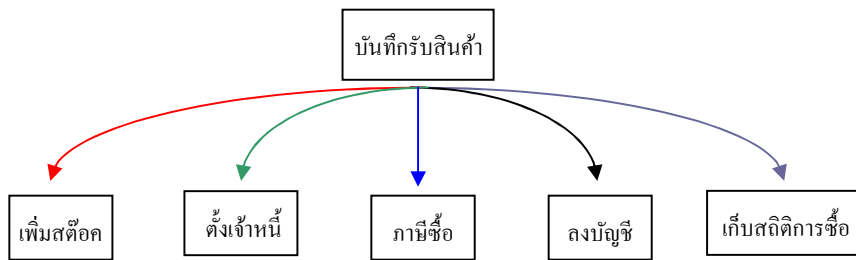 บันทึกรับสินค้า
เพิ่มสต๊อค
ตั้งเจ้าหนี้
ภาษีซื้อ
ลงบัญชี
เก็บสถิติการซื้อ